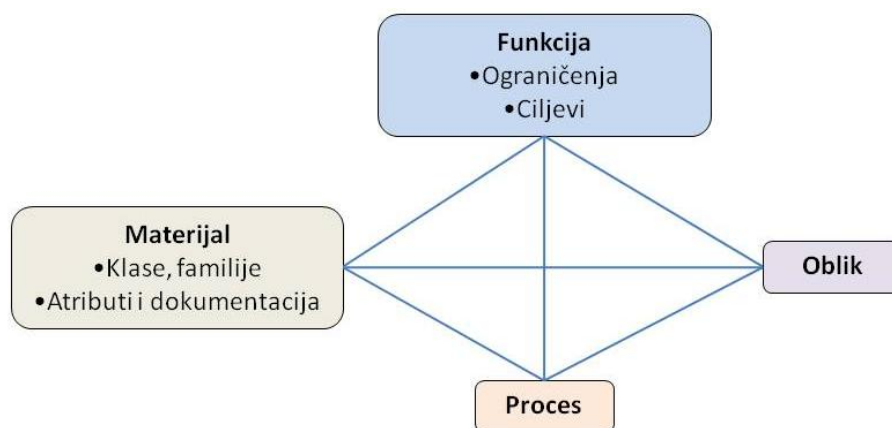 Funkcija
•Ograničenja
•Ciljevi
Materijal
•Klase, familije
•Atributi i dokumentacija
Oblik
Proces